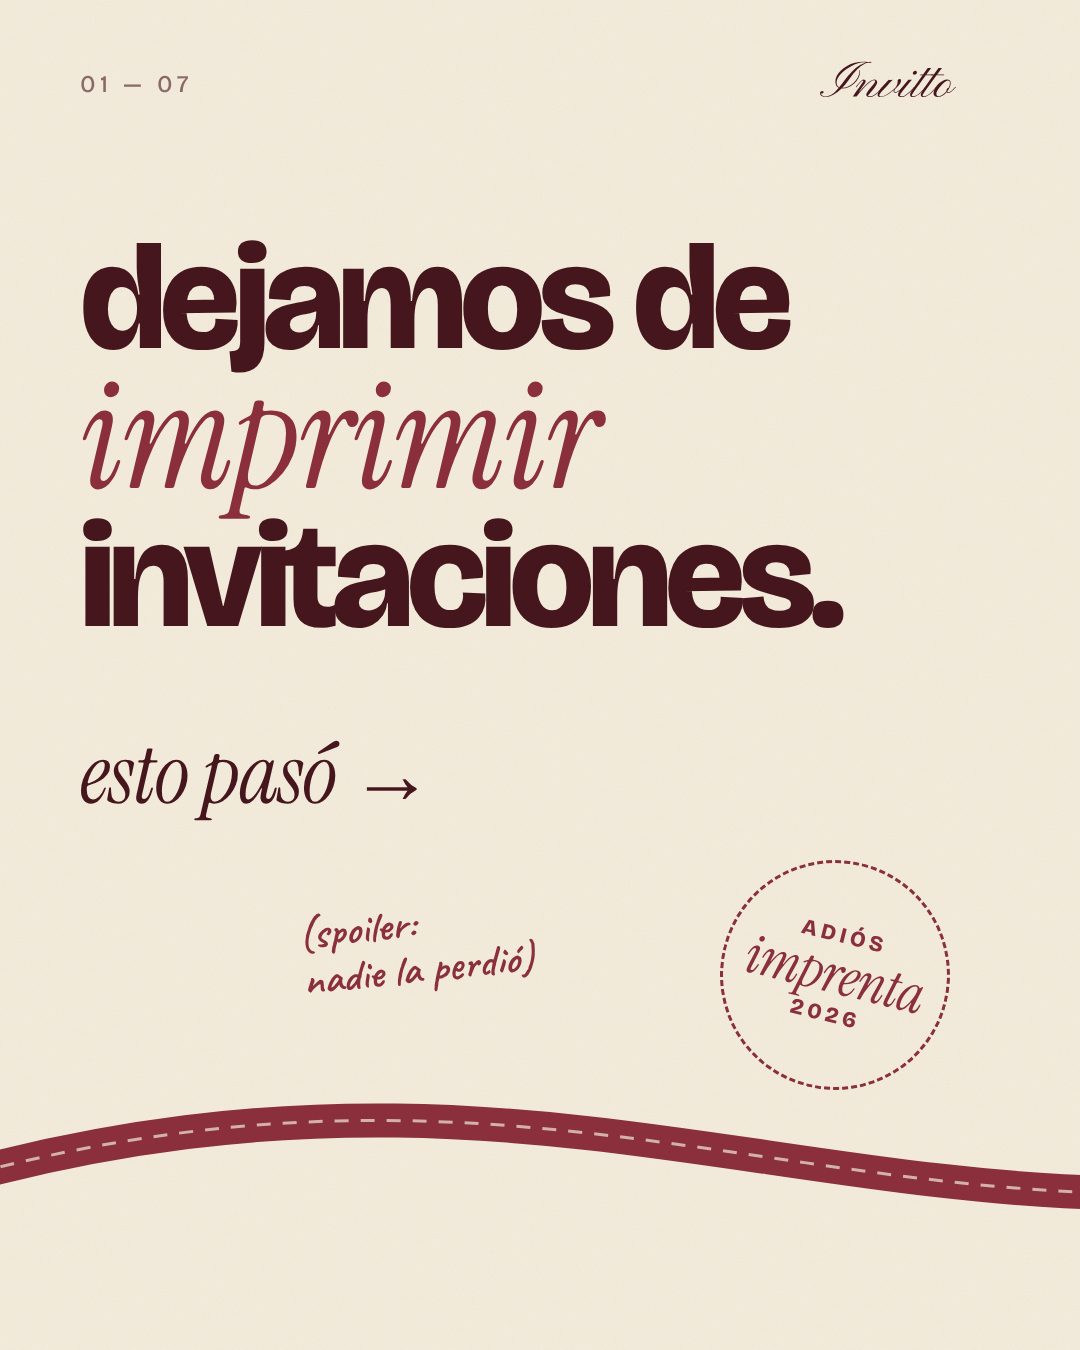 01 — 07
Invitto
dejamos de
imprimir
invitaciones.
esto pasó →
(spoiler:
nadie la perdió)
ADIÓS
imprenta
2026